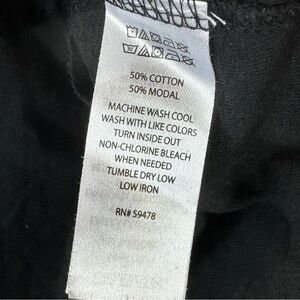 50% COTTON
50% MODAL
MACHINE WASH COOL
WASH WITH LIKE COLORS
TURN INSIDE OUT
NON-CHLORINE BLEACH
WHEN NEEDED
TUMBLE DRY LOW
LOW IRON
RN# 59478